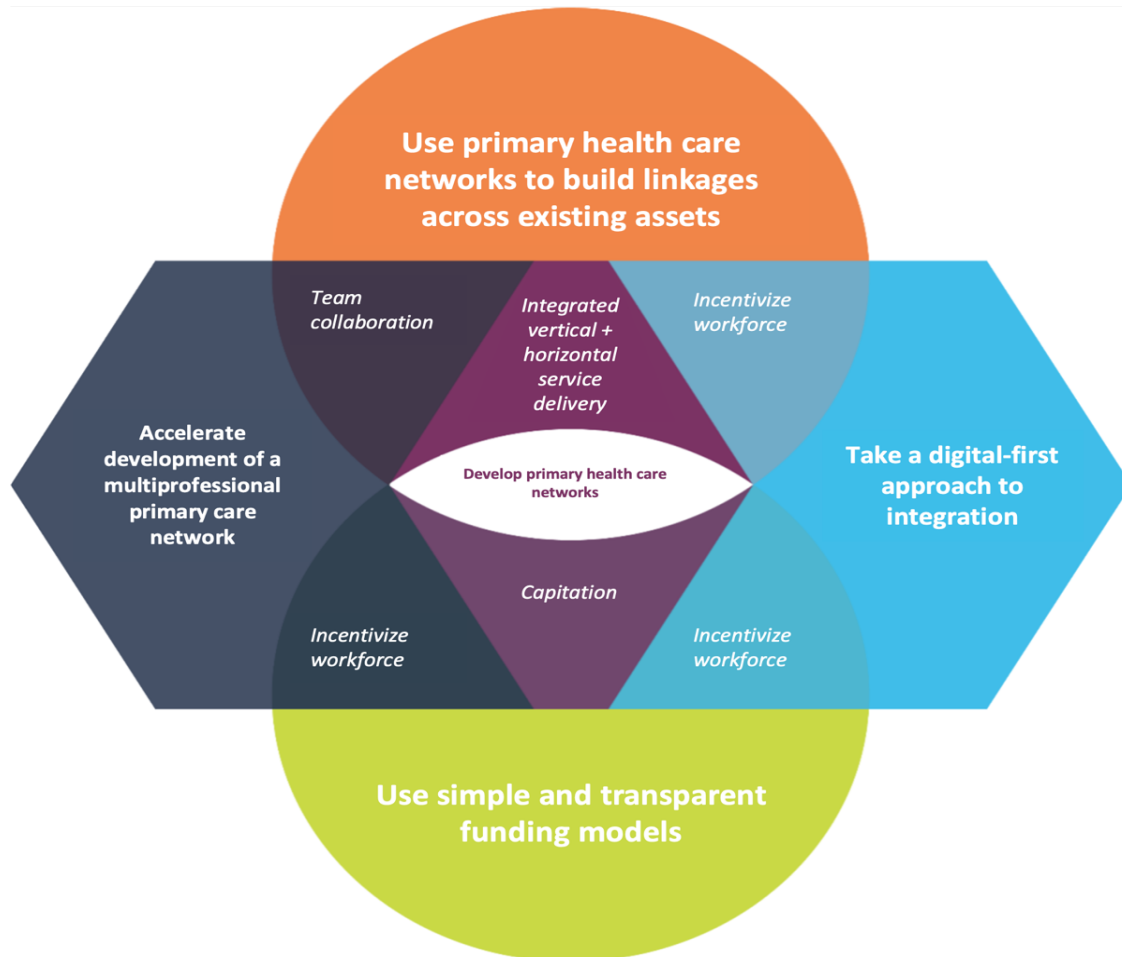 Use primary health care
networks to build linkages
across existing assets
Team
collaboration
Integrated
vertical +
horizontal
service
delivery
Incentivize
workforce
Accelerate
development of a
multiprofessional
primary care
network
Develop primary health care
networks
Take a digital-first
approach to
integration
Capitation
Incentivize
workforce
Incentivize
workforce
Use simple and transparent
funding models